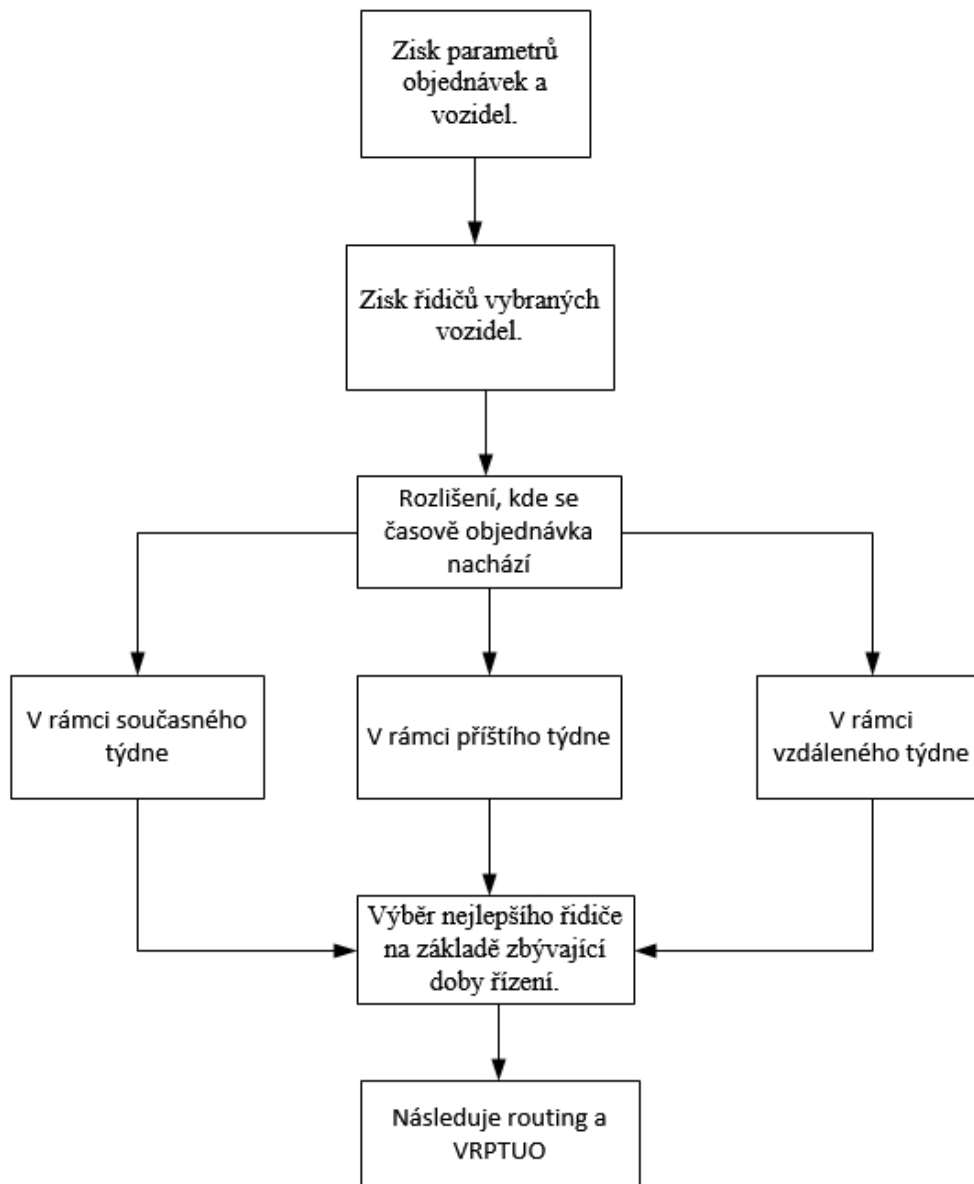 Zisk parametrů
objednávek a
vozidel.
Zisk řidičů vybraných
vozidel.
Rozlišení, kde se
časově objednávka
nachází
V rámci současného
týdne
V rámci příštího týdne
V rámci
vzdáleného týdne
Výběr nejlepšího řidiče
na základě zbývající
doby řízení.
Následuje routing a
VRPTUO